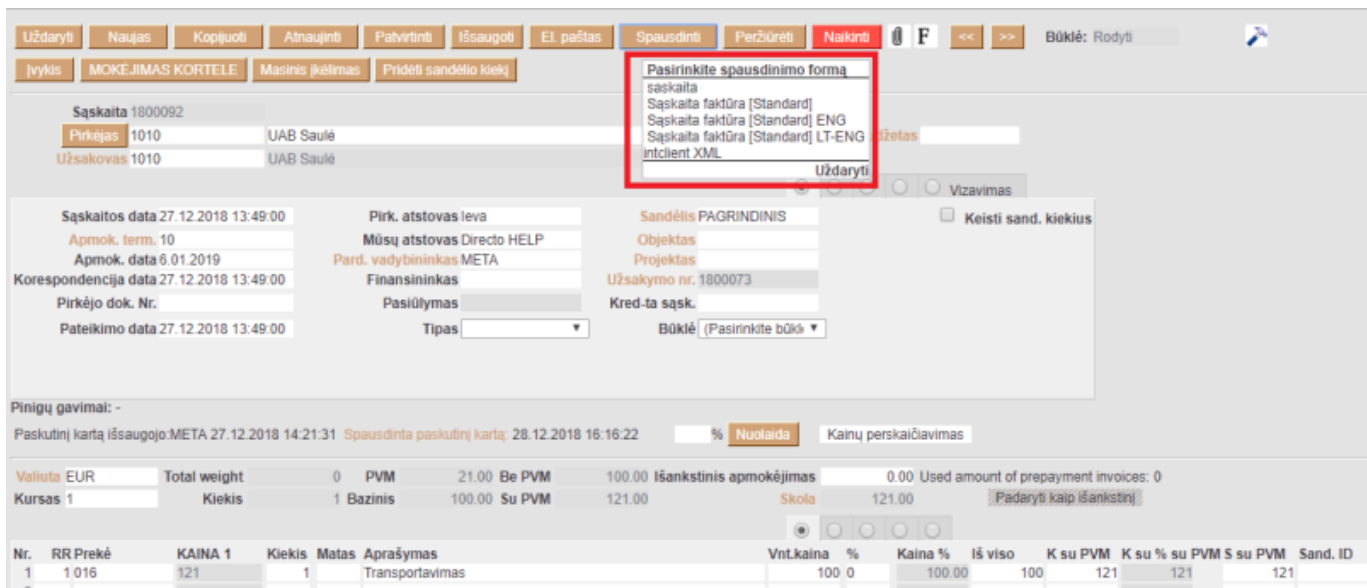 Uždaryti Naujas Kopijuoti Atnaujinti Patvirtinti Išsaugoti El. paštas Spausdinti Peržiūrėti Naikinti F << >> Būklė: Rodyti
Įvykis MOKĖJIMAS KORTELE Masinis įkėlimas Pridėti sandėlio kiekį
Pasirinkite spausdinimo formą
saskaita
Sąskaita faktūra [Standard]
Sąskaita faktūra [Standard] ENG
Sąskaita faktūra [Standard] LT-ENG
intclient XML
Uždaryti
Sąskaita 1800092
Pirkėjas 1010 UAB Saulė džetas
Užsakovas 1010 UAB Saulė
Vizavimas
Sąskaitos data 27.12.2018 13:49:00 Pirk. atstovas Ieva Sandėlis PAGRINDINIS Keisti sand. kiekius
Apmok. term. 10 Mūsų atstovas Directo HELP Objektas
Apmok. data 6.01.2019 Pard. vadybininkas META Projektas
Korespondencija data 27.12.2018 13:49:00 Finansininkas Užsakymo nr. 1800073
Pirkėjo dok. Nr. Pasiūlymas Kred-ta sąsk.
Pateikimo data 27.12.2018 13:49:00 Tipas Būklė (Pasirinkite būkl
Pinigų gavimai: -
Paskutinį kartą išsaugojo:META 27.12.2018 14:21:31 Spausdinta paskutinį kartą: 28.12.2018 16:16:22 % Nuolaida Kainų perskaičiavimas
Valiuta EUR Total weight 0 PVM 21.00 Be PVM 100.00 Išankstinis apmokėjimas 0.00 Used amount of prepayment invoices: 0
Kursas 1 Kiekis 1 Bazinis 100.00 Su PVM 121.00 Skola 121.00 Padaryti kaip išankstinį
Nr. RR Prekė KAINA 1 Kiekis Matas Aprašymas Vnt.kaina % Kaina % Iš viso K su PVM K su % su PVM S su PVM Sand. ID
1 1 016 121 1 Transportavimas 100 0 100.00 100 121 121 121